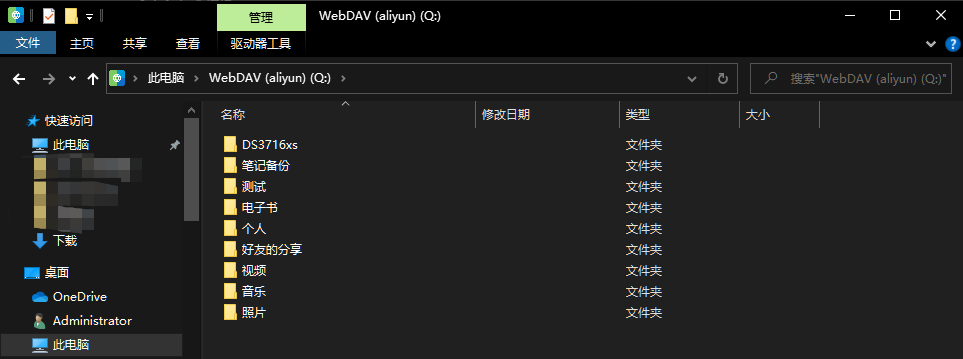 管理
WebDAV (aliyun) (Q:)
文件
主页
共享
查看
驱动器工具
此电脑
WebDAV (aliyun) (Q:)
搜索"WebDAV (aliyun) (Q:)"
快速访问
此电脑
下载
桌面
OneDrive
Administrator
此电脑
名称
修改日期
类型
大小
DS3716xs
文件夹
笔记备份
文件夹
测试
文件夹
电子书
文件夹
个人
文件夹
好友的分享
文件夹
视频
文件夹
音乐
文件夹
照片
文件夹